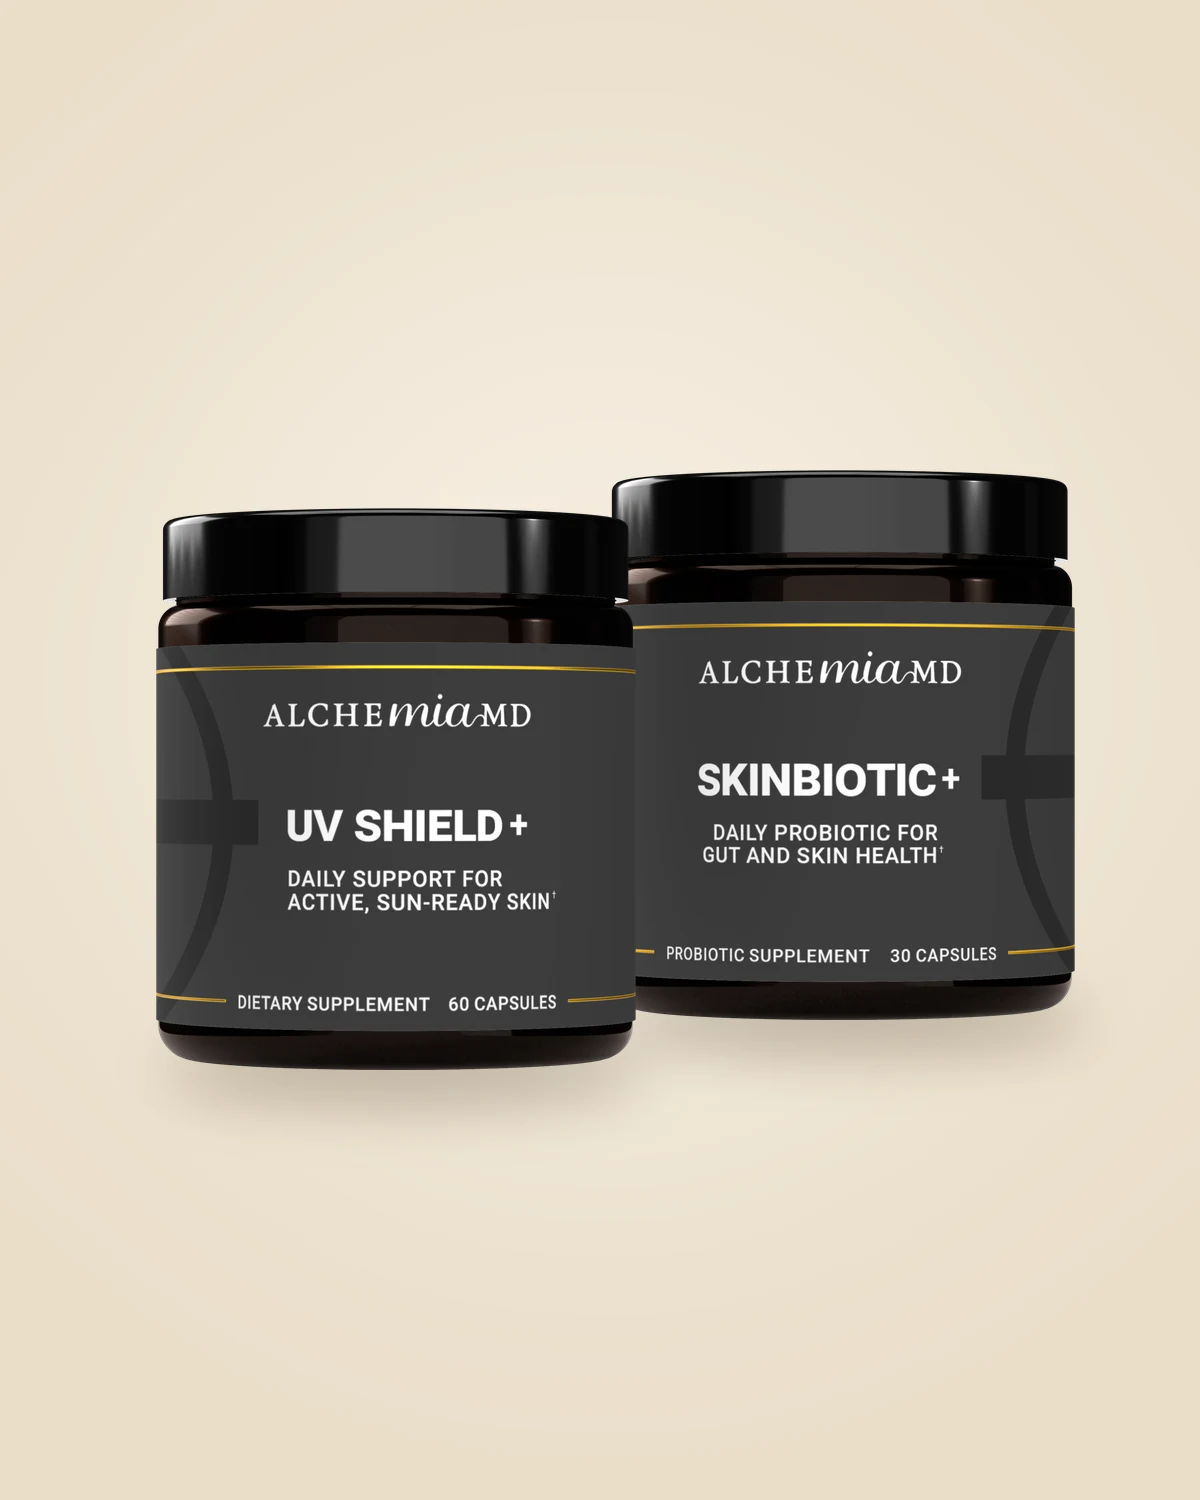 ALCHEmiaMD
UV SHIELD+
DAILY SUPPORT FOR
ACTIVE, SUN-READY SKIN†
DIETARY SUPPLEMENT 60 CAPSULES
ALCHEmiaMD
SKINBIOTIC+
DAILY PROBIOTIC FOR
GUT AND SKIN HEALTH†
PROBIOTIC SUPPLEMENT 30 CAPSULES